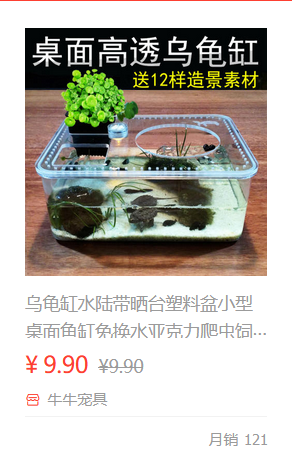 桌面高透乌龟缸
送12样造景素材
乌龟缸水陆带晒台塑料盆小型
桌面鱼缸免换水亚克力爬虫饲...
¥ 9.90 ¥9.90
牛牛宠具
月销 121